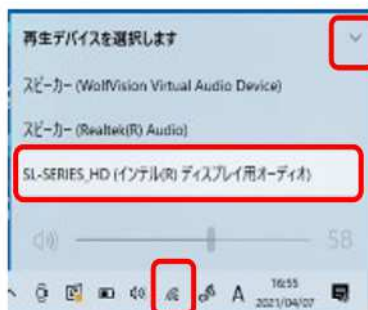 再生デバイスを選択します
スピーカー (WolfVision Virtual Audio Device)
スピーカー (Realtek(R) Audio)
SL-SERIES_HD (インテル(R) ディスプレイ用オーディオ)
58
A
16:55
2021/04/07